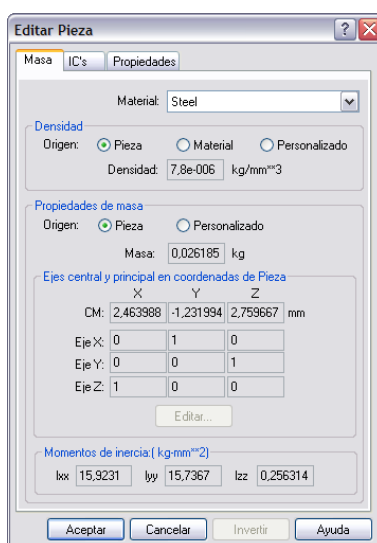 Editar Pieza
Masa IC's Propiedades
Material: Steel
Densidad
Origen: Pieza Material Personalizado
Densidad: 7,8e-006 kg/mm**3
Propiedades de masa
Origen: Pieza Personalizado
Masa: 0,026185 kg
Ejes central y principal en coordenadas de Pieza
X Y Z
CM: 2,463988 -1,231994 2,759667 mm
Eje X: 0 1 0
Eje Y: 0 0 1
Eje Z: 1 0 0
Editar...
Momentos de inercia:( kg-mm**2)
Ixx 15,9231 Iyy 15,7367 Izz 0,256314
Aceptar Cancelar Invertir Ayuda